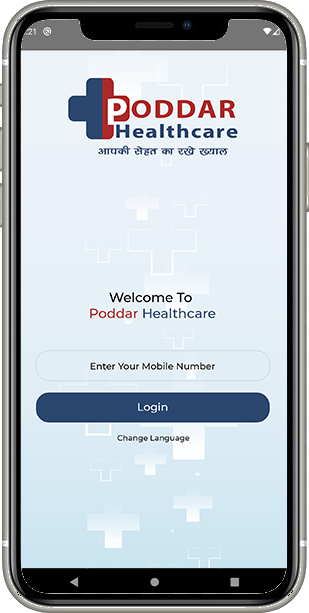 :21
PODDAR
Healthcare
आपकी सेहत का रखे ख्याल
Welcome To
Poddar Healthcare
Enter Your Mobile Number
Login
Change Language